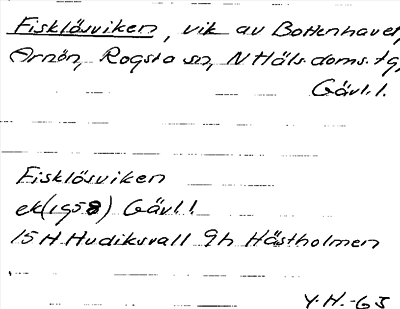 Fisklösviken, vik av Bottenhavet,
Arnön, Rogsta sn, N Häls. doms. tg,
Gävl. l.
Fisklösviken
ek (1958) Gävl. l.
15 H Hudiksvall 9h Hästholmen
Y. H. -65